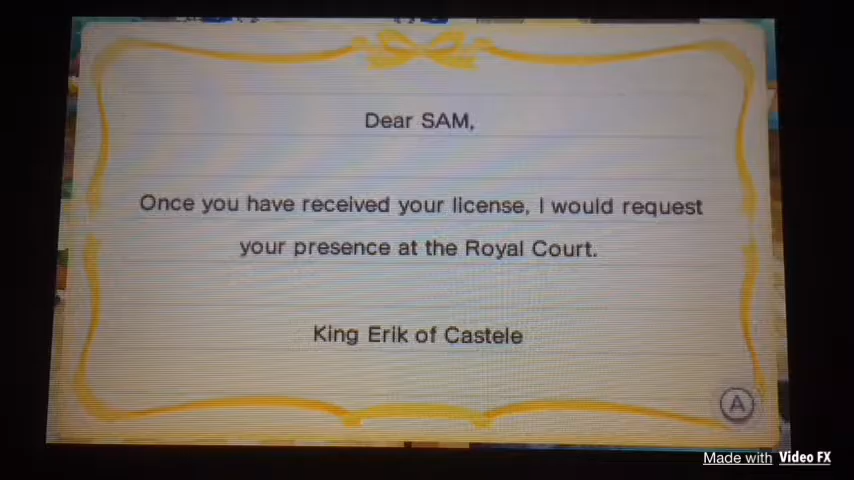 Dear SAM,
Once you have received your license, I would request
your presence at the Royal Court.
King Erik of Castele
A
Made with Video FX